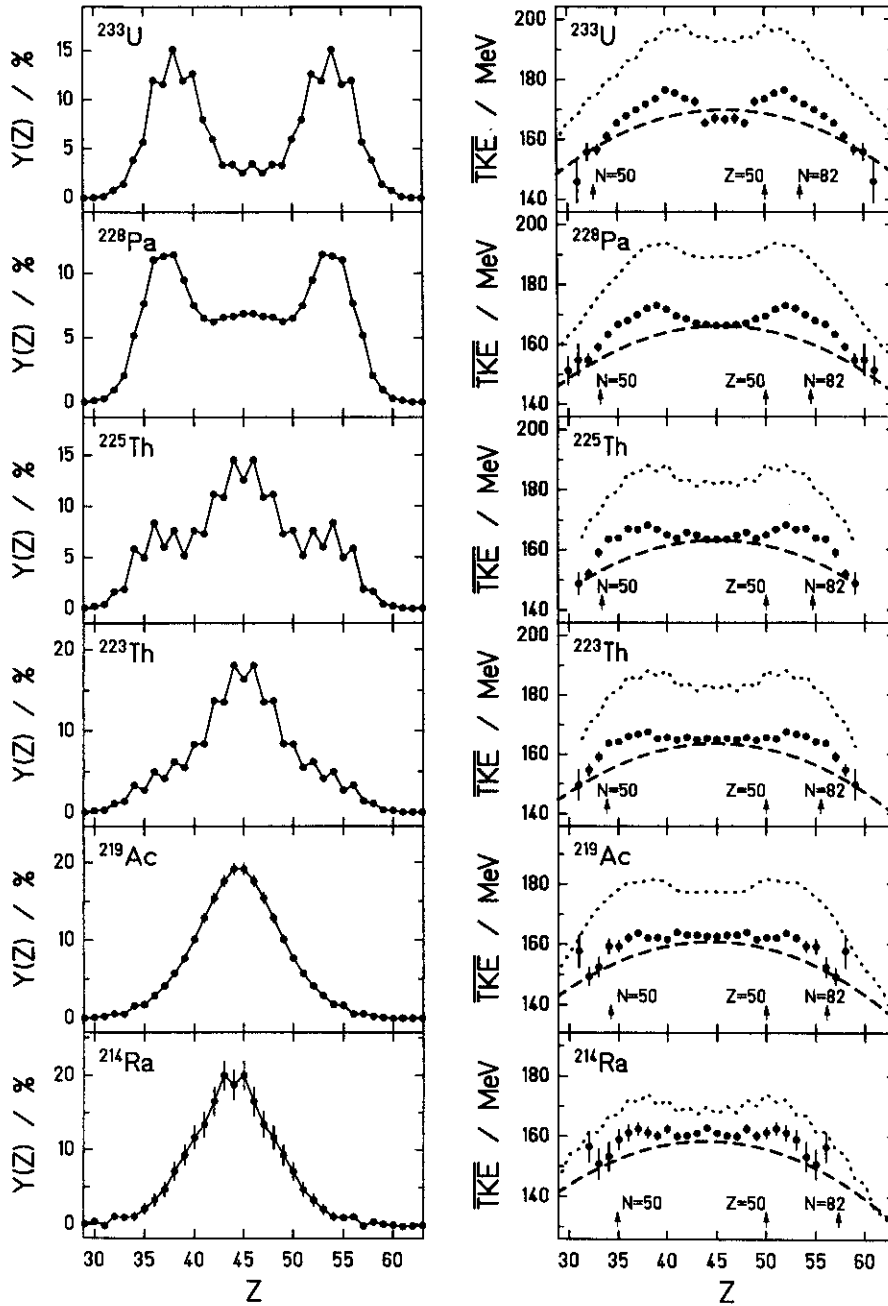 ²³³U
Y(Z) / %
15
10
5
0
²²⁸Pa
Y(Z) / %
10
5
0
²²⁵Th
Y(Z) / %
15
10
5
0
²²³Th
Y(Z) / %
20
10
0
²¹⁹Ac
Y(Z) / %
20
10
0
²¹⁴Ra
Y(Z) / %
20
10
0
30 35 40 45 50 55 60
Z
²³³U
TKE / MeV
200
180
160
140
N=50 Z=50 N=82
²²⁸Pa
TKE / MeV
200
180
160
140
N=50 Z=50 N=82
²²⁵Th
TKE / MeV
200
180
160
140
N=50 Z=50 N=82
²²³Th
TKE / MeV
200
180
160
140
N=50 Z=50 N=82
²¹⁹Ac
TKE / MeV
180
160
140
N=50 Z=50 N=82
²¹⁴Ra
TKE / MeV
180
160
140
N=50 Z=50 N=82
30 35 40 45 50 55 60
Z